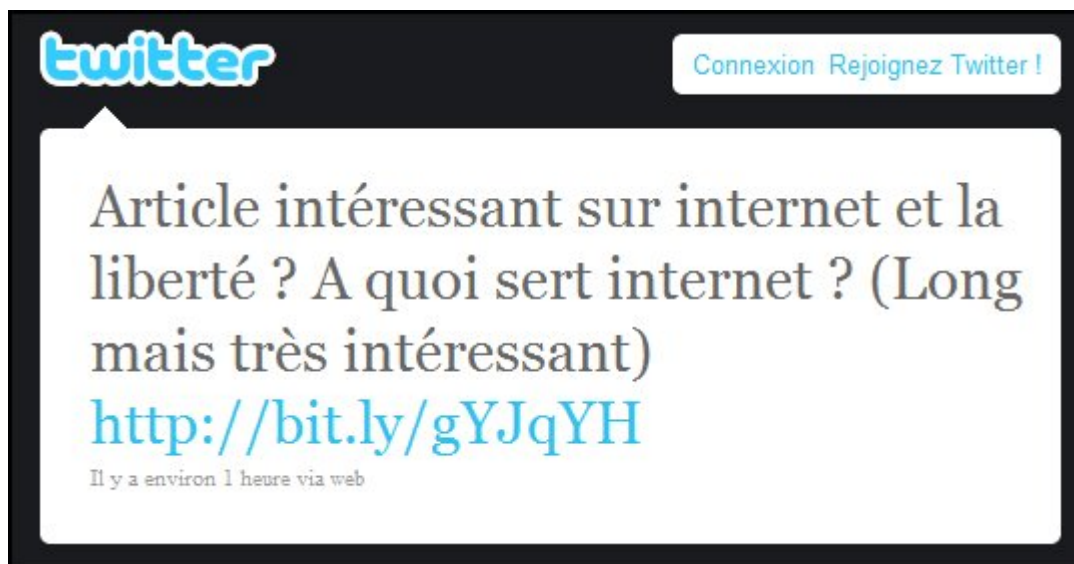 twitter
Connexion Rejoignez Twitter !
Article intéressant sur internet et la
liberté ? A quoi sert internet ? (Long
mais très intéressant)
http://bit.ly/gYJqYH
Il y a environ 1 heure via web